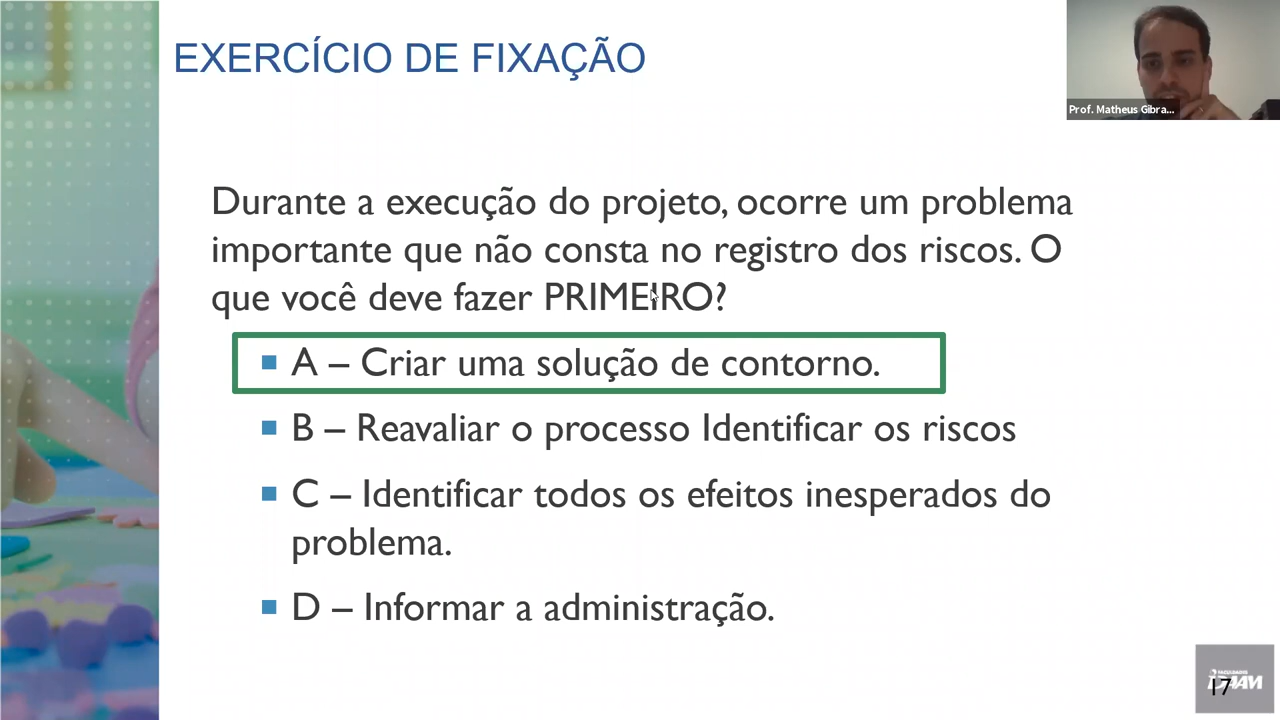 EXERCÍCIO DE FIXAÇÃO
Prof. Matheus Gibra...
Durante a execução do projeto, ocorre um problema
importante que não consta no registro dos riscos. O
que você deve fazer PRIMEIRO?
A – Criar uma solução de contorno.
B – Reavaliar o processo Identificar os riscos
C – Identificar todos os efeitos inesperados do
problema.
D – Informar a administração.
17